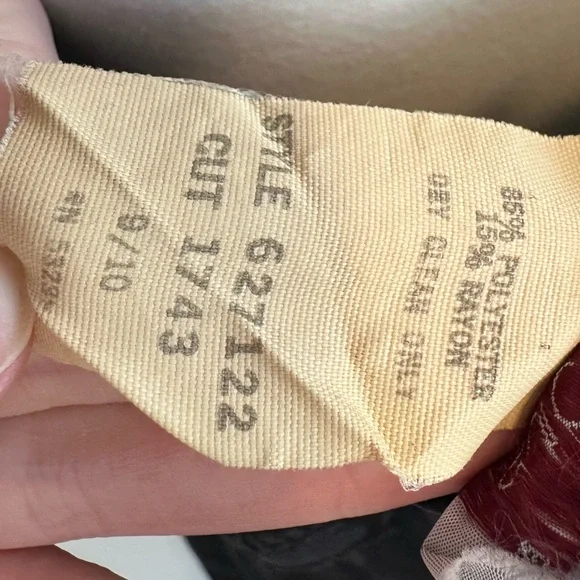 85% POLYESTER
15% RAYON
DRY CLEAN ONLY
STYLE 627122
CUT 1743
9/10